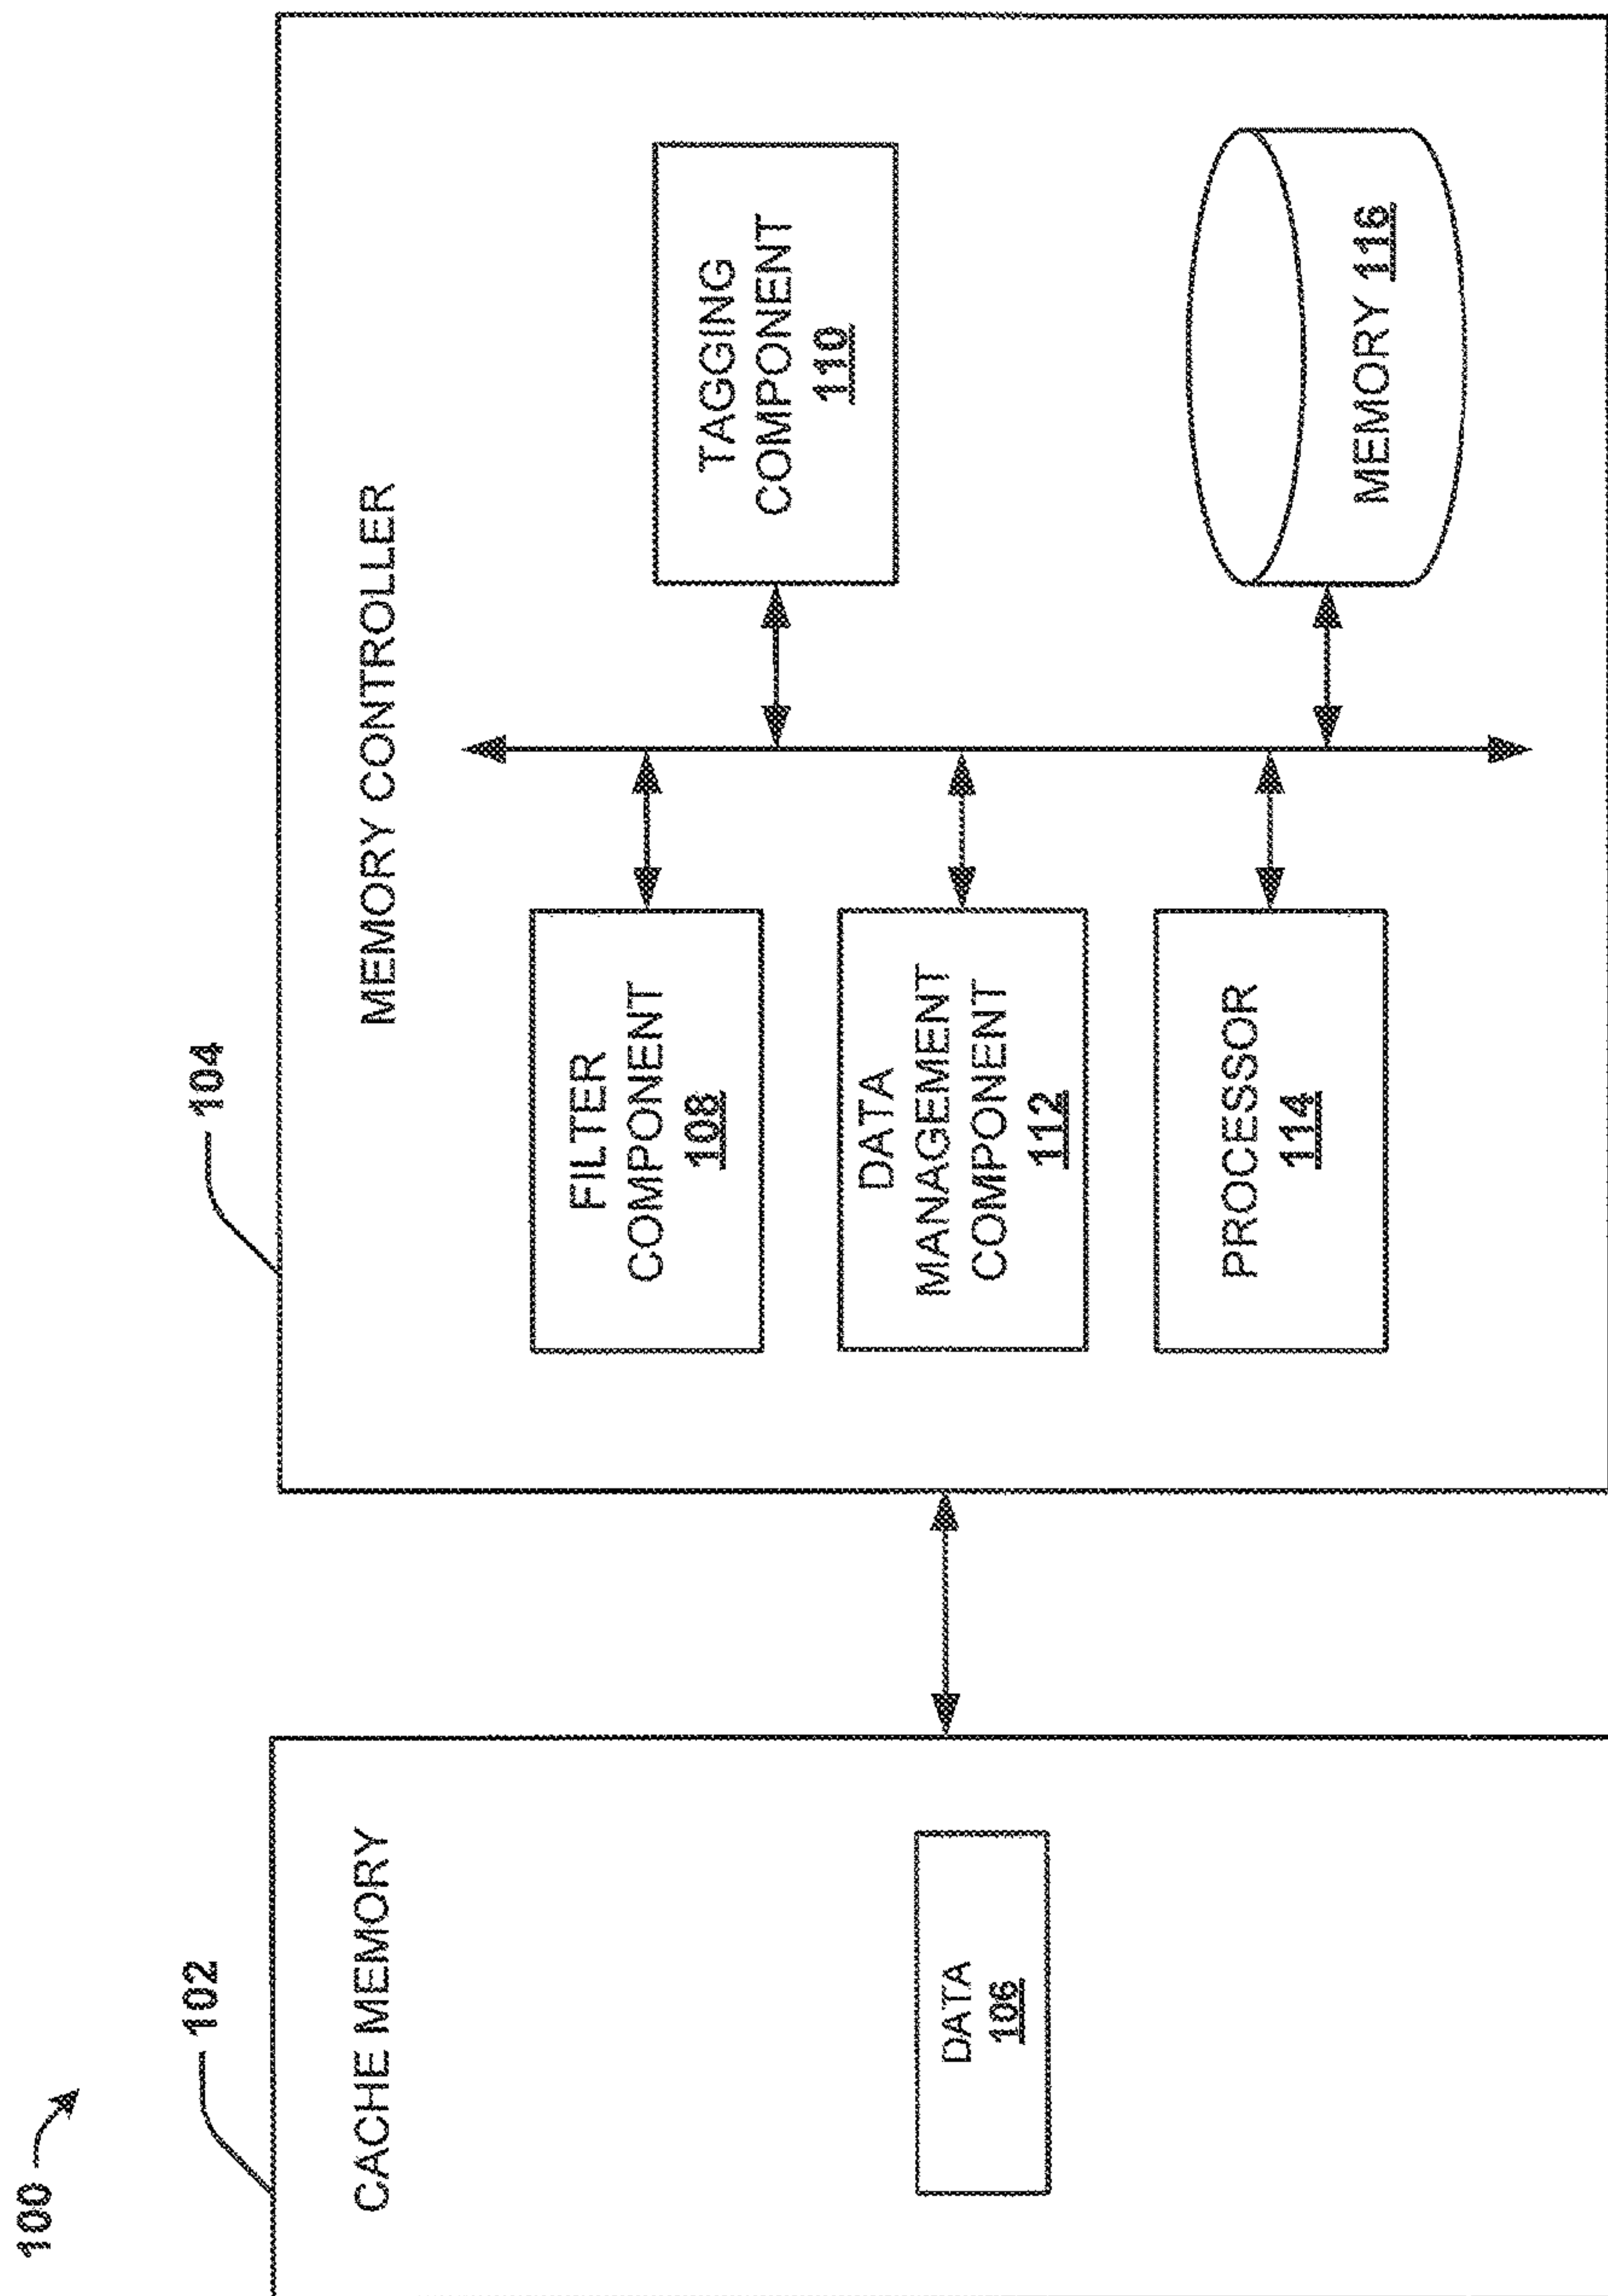 100
102
CACHE MEMORY
DATA
106
104
MEMORY CONTROLLER
FILTER
COMPONENT
108
TAGGING
COMPONENT
110
DATA
MANAGEMENT
COMPONENT
112
PROCESSOR
114
MEMORY 116